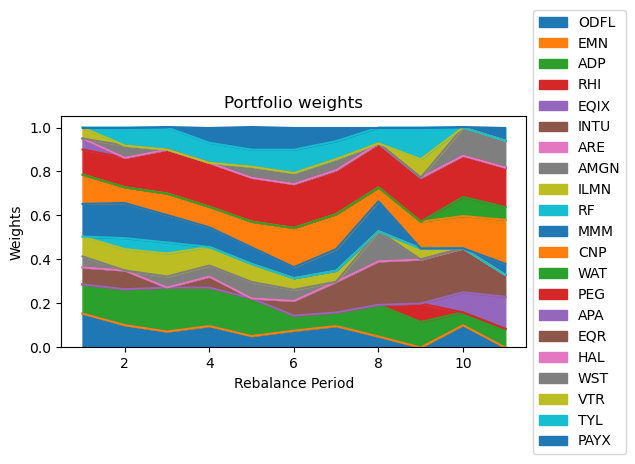 Portfolio weights
Weights
1.0
0.8
0.6
0.4
0.2
0.0
2
4
6
8
10
Rebalance Period
ODFL
EMN
ADP
RHI
EQIX
INTU
ARE
AMGN
ILMN
RF
MMM
CNP
WAT
PEG
APA
EQR
HAL
WST
VTR
TYL
PAYX